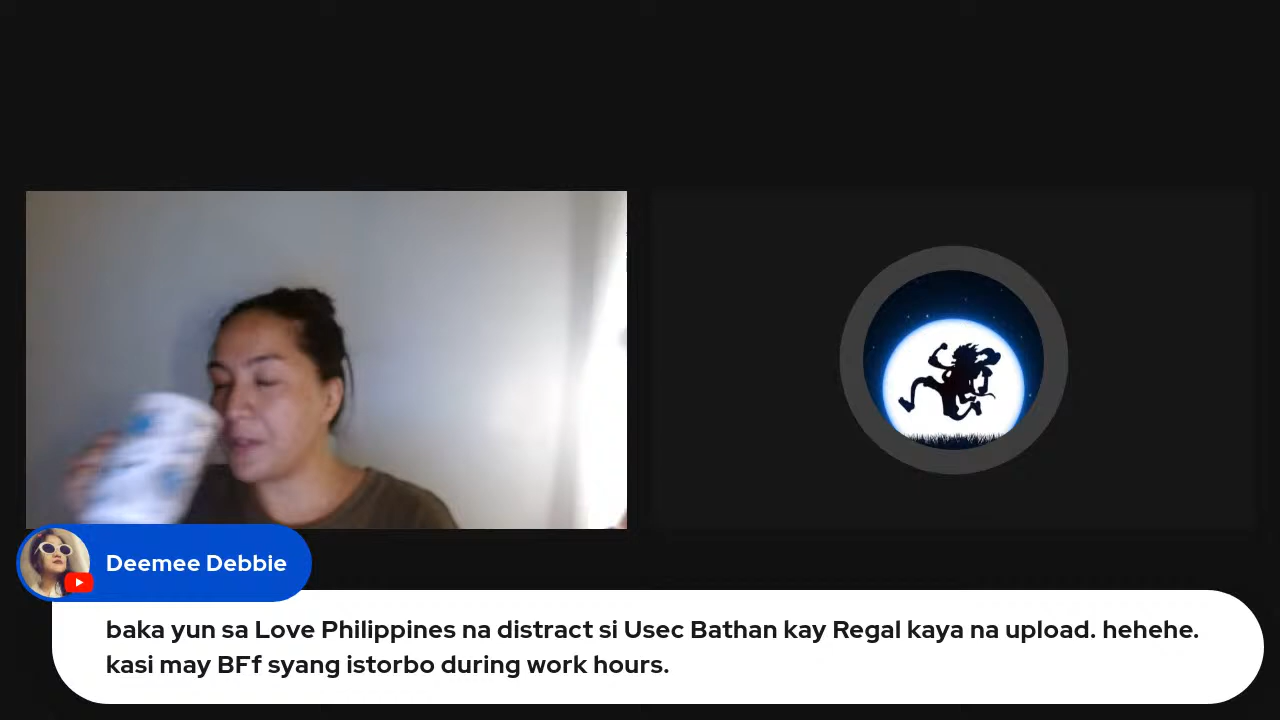 Deemee Debbie
baka yun sa Love Philippines na distract si Usec Bathan kay Regal kaya na upload. hehehe.
kasi may BFf syang istorbo during work hours.